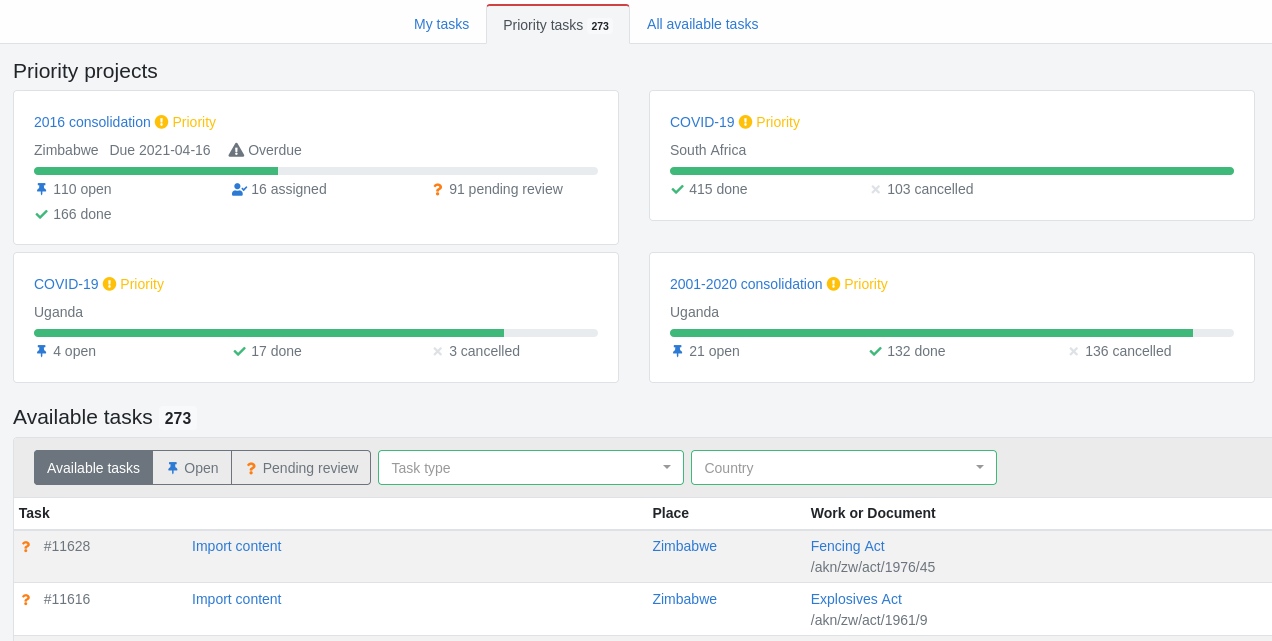 My tasks Priority tasks 273 All available tasks
Priority projects
2016 consolidation Priority
Zimbabwe Due 2021-04-16 Overdue
110 open 16 assigned 91 pending review
166 done
COVID-19 Priority
South Africa
415 done 103 cancelled
COVID-19 Priority
Uganda
4 open 17 done 3 cancelled
2001-2020 consolidation Priority
Uganda
21 open 132 done 136 cancelled
Available tasks 273
Available tasks Open Pending review Task type Country
Task Place Work or Document
#11628 Import content Zimbabwe Fencing Act
/akn/zw/act/1976/45
#11616 Import content Zimbabwe Explosives Act
/akn/zw/act/1961/9